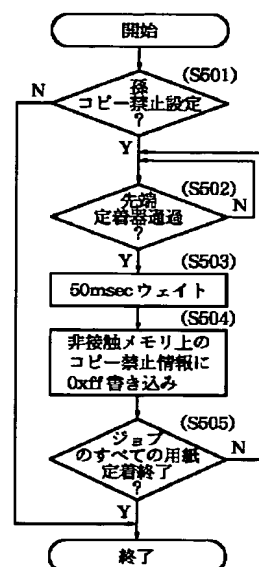 開始
(S501)
孫
コピー禁止設定
?
N
Y
(S502)
先端
定着器通過
?
N
Y
(S503)
50msecウェイト
(S504)
非接触メモリ上の
コピー禁止情報に
0xff書き込み
(S505)
ジョブ
のすべての用紙
定着終了
?
N
Y
終了